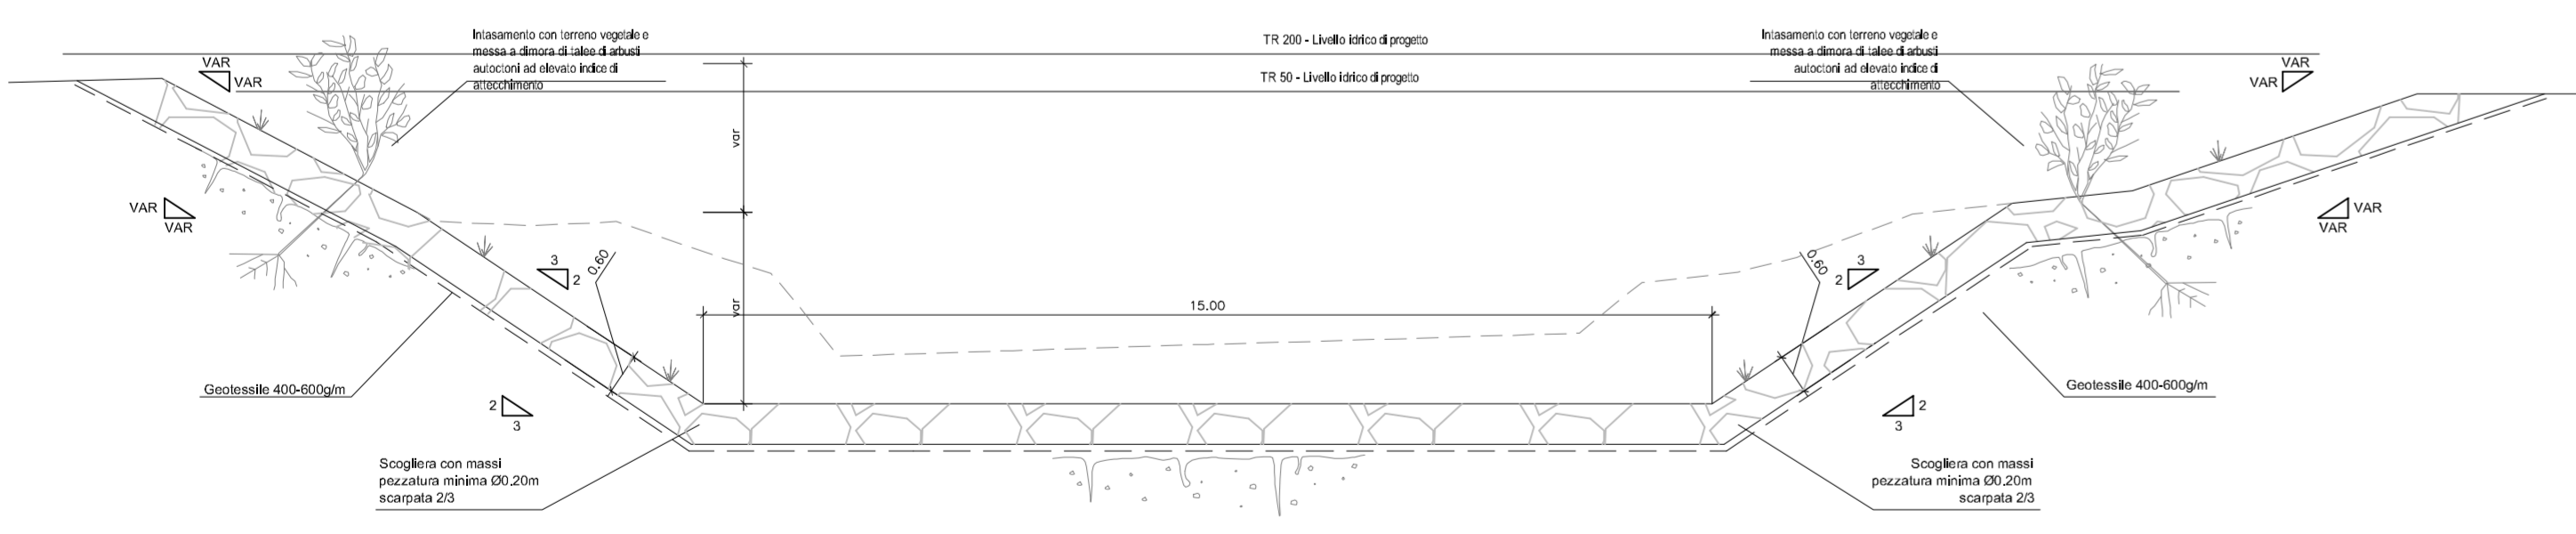 Intasamento con terreno vegetale e
messa a dimora di talee di arbusti
autoctoni ad elevato indice di
attecchimento
TR 200 - Livello idrico di progetto
TR 50 - Livello idrico di progetto
Intasamento con terreno vegetale e
messa a dimora di talee di arbusti
autoctoni ad elevato indice di
attecchimento
VAR
VAR
VAR
VAR
var
VAR
VAR
VAR
VAR
3
2
0.60
var
15.00
0.60
3
2
Geotessile 400-600g/m
2
3
Geotessile 400-600g/m
2
3
Scogliera con massi
pezzatura minima Ø0.20m
scarpata 2/3
Scogliera con massi
pezzatura minima Ø0.20m
scarpata 2/3